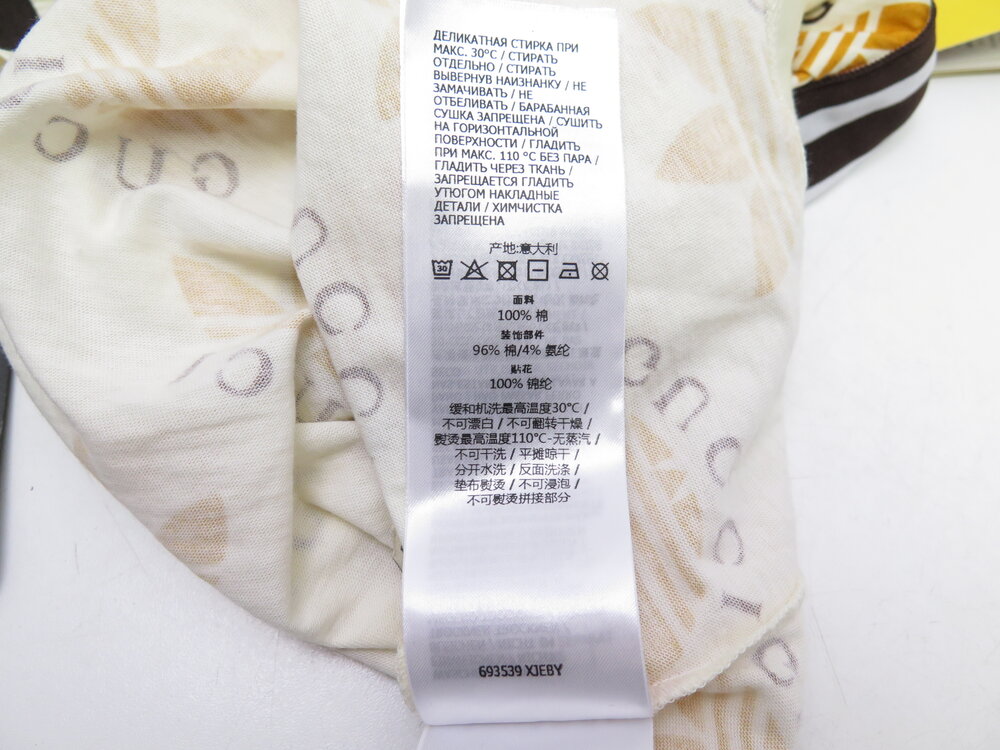 ДЕЛИКАТНАЯ СТИРКА ПРИ
МАКС. 30°C / СТИРАТЬ
ОТДЕЛЬНО / СТИРАТЬ
ВЫВЕРНУВ НАИЗНАНКУ / НЕ
ЗАМАЧИВАТЬ / НЕ
ОТБЕЛИВАТЬ / БАРАБАННАЯ
СУШКА ЗАПРЕЩЕНА / СУШИТЬ
НА ГОРИЗОНТАЛЬНОЙ
ПОВЕРХНОСТИ / ГЛАДИТЬ
ПРИ МАКС. 110 °C БЕЗ ПАРА /
ГЛАДИТЬ ЧЕРЕЗ ТКАНЬ /
ЗАПРЕЩАЕТСЯ ГЛАДИТЬ
УТЮГОМ НАКЛАДНЫЕ
ДЕТАЛИ / ХИМЧИСТКА
ЗАПРЕЩЕНА
产地:意大利
30
面料
100% 棉
装饰部件
96% 棉/4% 氨纶
贴花
100% 锦纶
缓和机洗最高温度30°C /
不可漂白 / 不可翻转干燥 /
熨烫最高温度110°C-无蒸汽 /
不可干洗 / 平摊晾干 /
分开水洗 / 反面洗涤 /
垫布熨烫 / 不可浸泡 /
不可熨烫拼接部分
693539 XJEBY
GUCCI
GUCCI